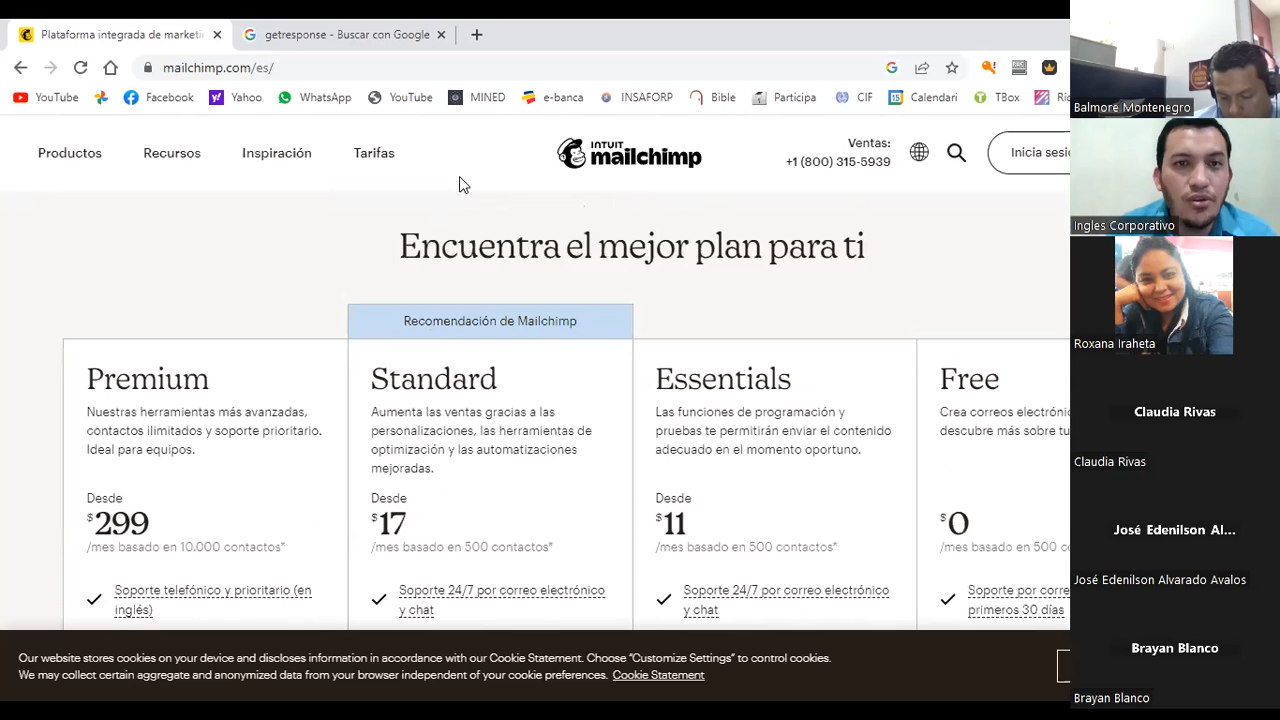 Plataforma integrada de marketi
getresponse - Buscar con Google
mailchimp.com/es/
YouTube
Facebook
Yahoo
WhatsApp
YouTube
MINED
e-banca
INSAFORP
Bible
Participa
CIF
Calendari
TBox
Productos
Recursos
Inspiración
Tarifas
INTUIT
mailchimp
Ventas:
+1 (800) 315-5939
Inicia sesi
Encuentra el mejor plan para ti
Recomendación de Mailchimp
Premium
Nuestras herramientas más avanzadas,
contactos ilimitados y soporte prioritario.
Ideal para equipos.
Desde
$299
/mes basado en 10.000 contactos*
Soporte telefónico y prioritario (en
inglés)
Standard
Aumenta las ventas gracias a las
personalizaciones, las herramientas de
optimización y las automatizaciones
mejoradas.
Desde
$17
/mes basado en 500 contactos*
Soporte 24/7 por correo electrónico
y chat
Essentials
Las funciones de programación y
pruebas te permitirán enviar el contenido
adecuado en el momento oportuno.
Desde
$11
/mes basado en 500 contactos*
Soporte 24/7 por correo electrónico
y chat
Free
Crea correos electróni
descubre más sobre tu
$0
/mes basado en 500 co
Soporte por corre
primeros 30 días
Our website stores cookies on your device and discloses information in accordance with our Cookie Statement. Choose "Customize Settings" to control cookies.
We may collect certain aggregate and anonymized data from your browser independent of your cookie preferences. Cookie Statement
Balmore Montenegro
Ingles Corporativo
Roxana Iraheta
Claudia Rivas
Claudia Rivas
José Edenilson Al...
José Edenilson Alvarado Avalos
Brayan Blanco
Brayan Blanco